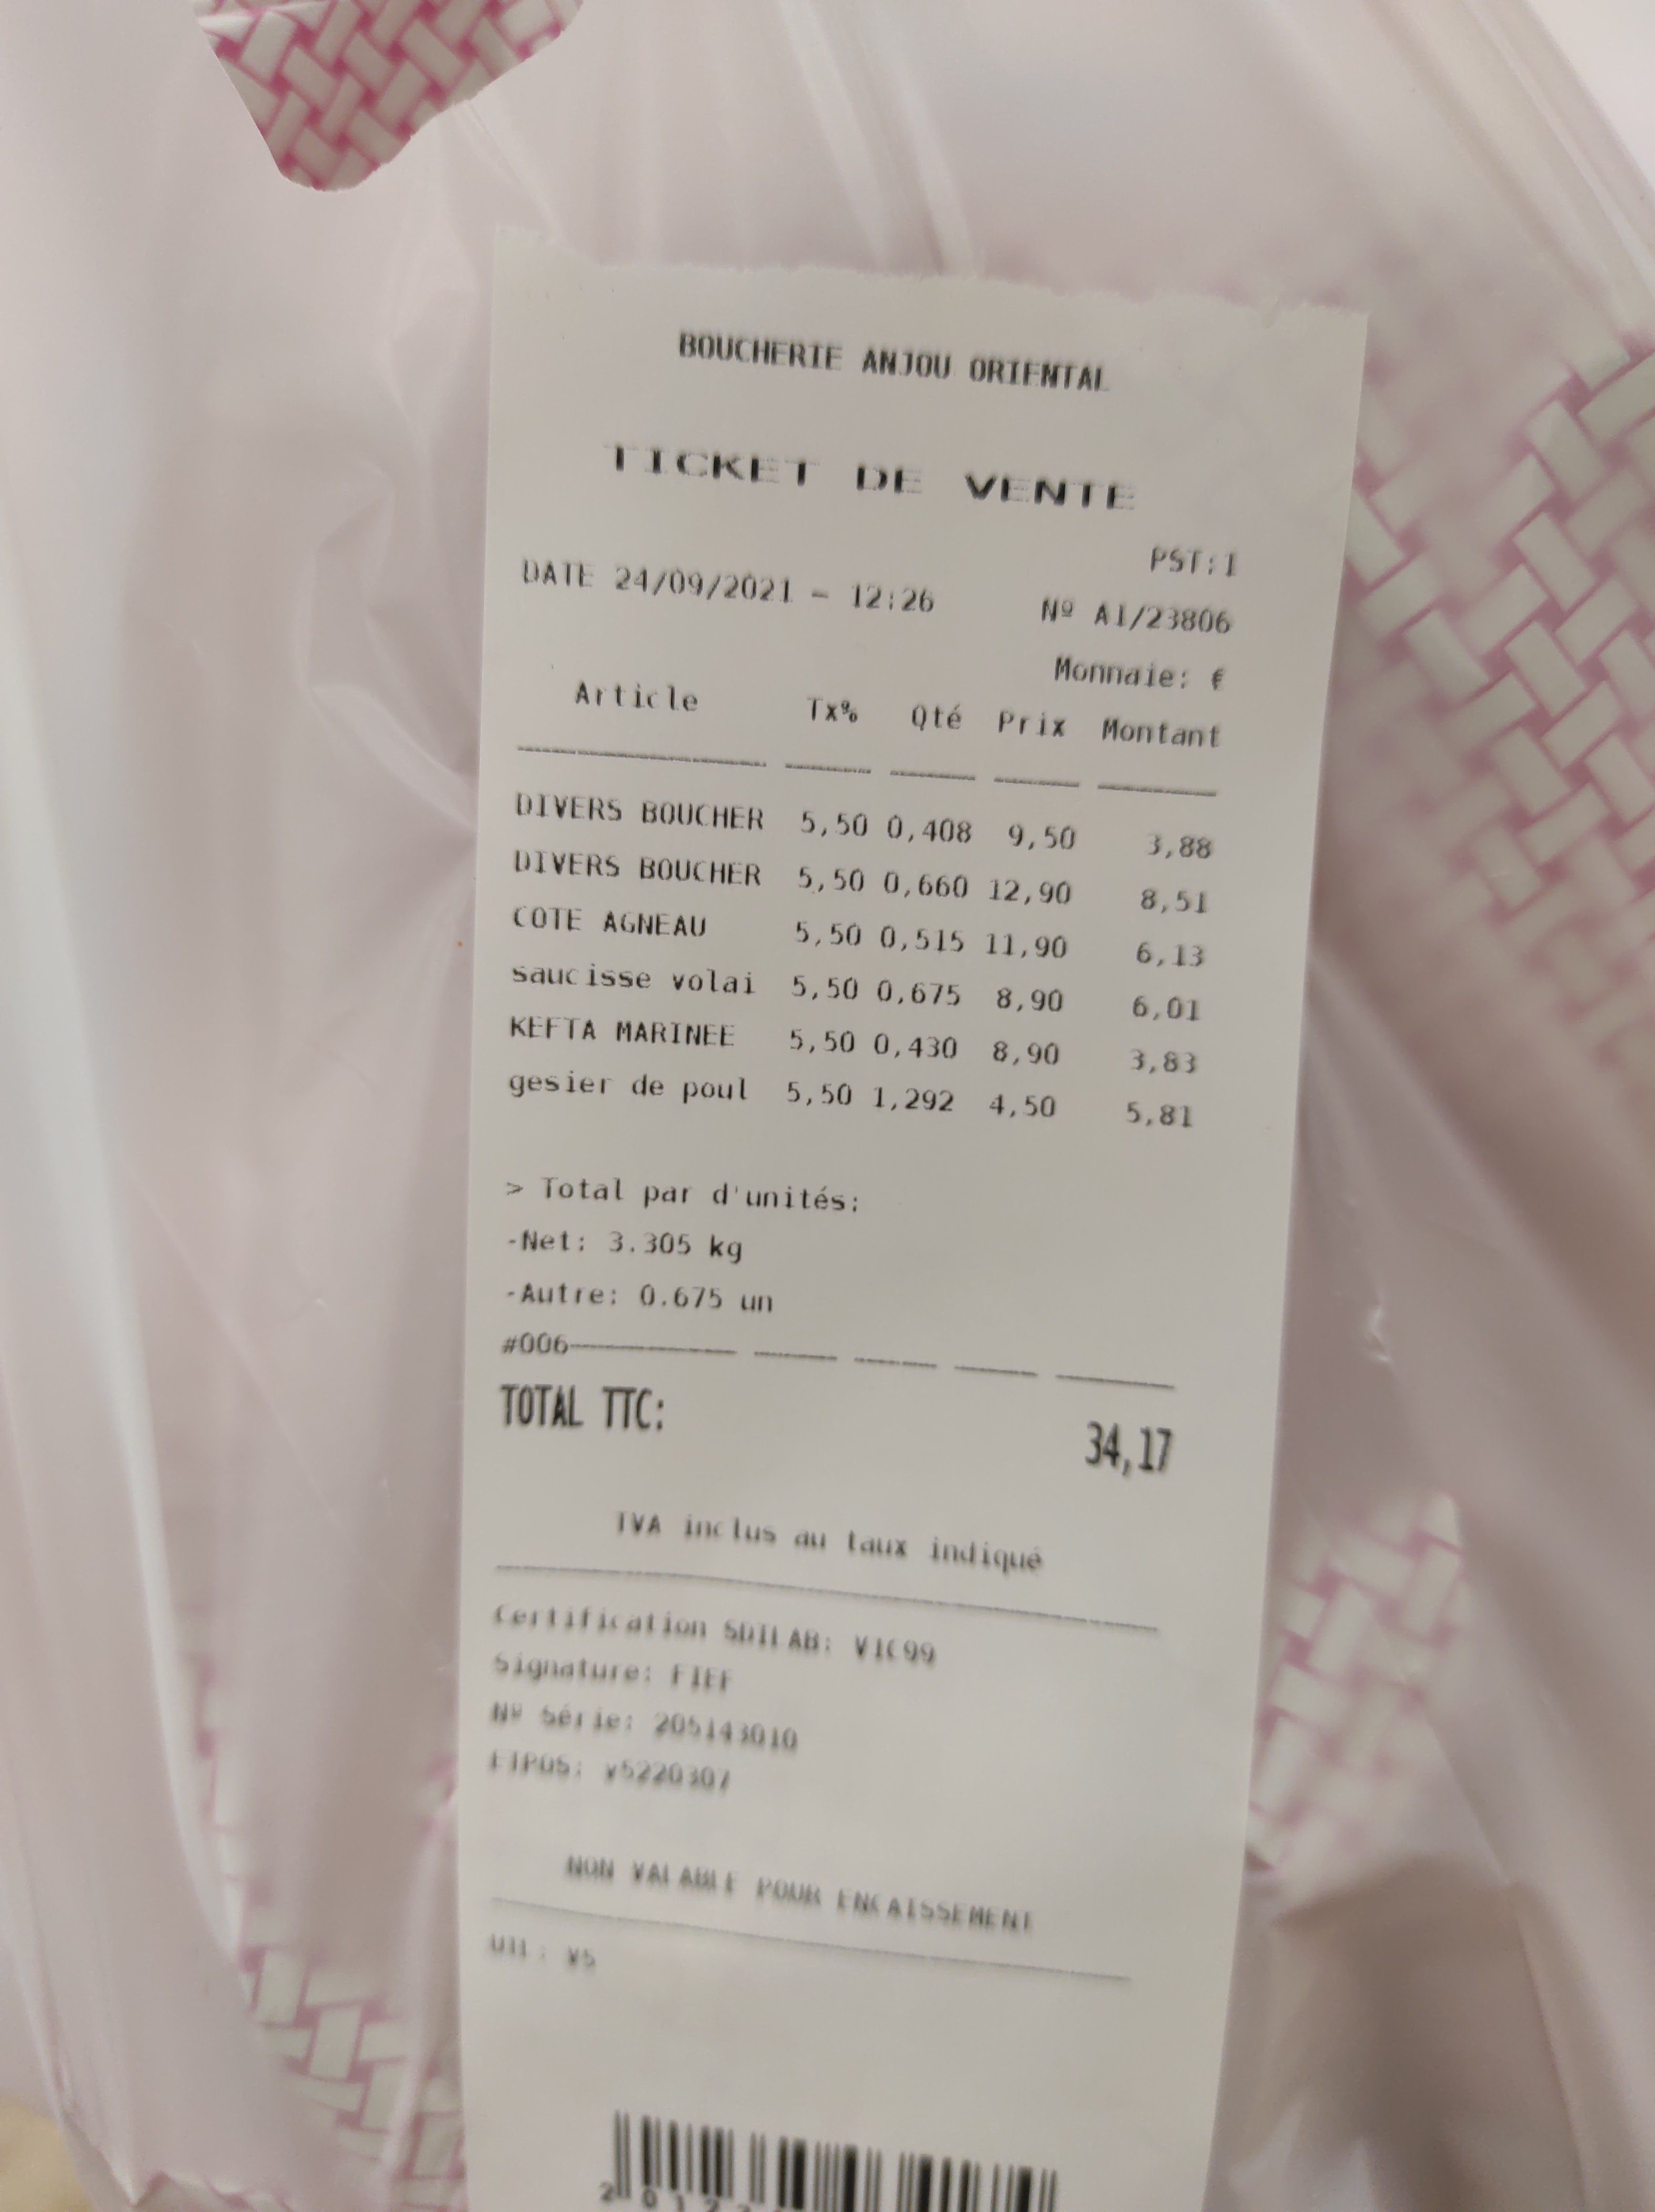 BOUCHERIE ANJOU ORIENTAL
TICKET DE VENTE
PST:1
DATE 24/09/2021 - 12:26 Nº A1/23806
Monnaie: €
Article Tx% Qté Prix Montant
DIVERS BOUCHER 5,50 0,408 9,50 3,88
DIVERS BOUCHER 5,50 0,660 12,90 8,51
COTE AGNEAU 5,50 0,515 11,90 6,13
saucisse volai 5,50 0,675 8,90 6,01
KEFTA MARINEE 5,50 0,430 8,90 3,83
gesier de poul 5,50 1,292 4,50 5,81
> Total par d'unités:
-Net: 3.305 kg
-Autre: 0.675 un
#006
TOTAL TTC: 34,17
TVA inclus au taux indiqué
Certification SDILAB: V1C99
Signature: FIEF
Nº Série: 205143010
NON VALABLE POUR ENCAISSEMENT